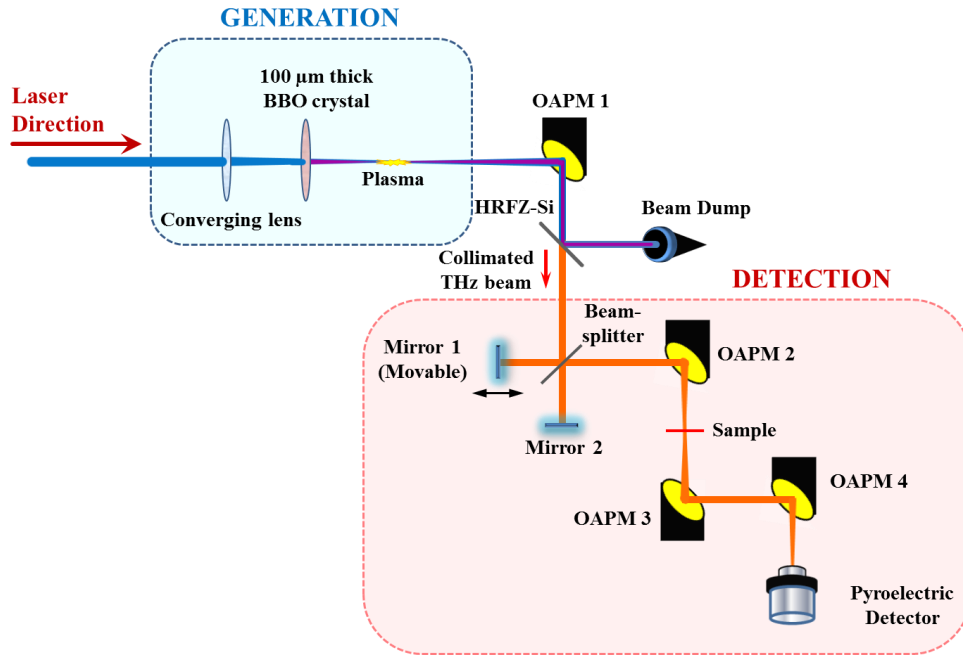 GENERATION
Laser
Direction
100 µm thick
BBO crystal
Converging lens
Plasma
OAPM 1
HRFZ-Si
Beam Dump
Collimated
THz beam
DETECTION
Beam-
splitter
Mirror 1
(Movable)
Mirror 2
OAPM 2
Sample
OAPM 3
OAPM 4
Pyroelectric
Detector